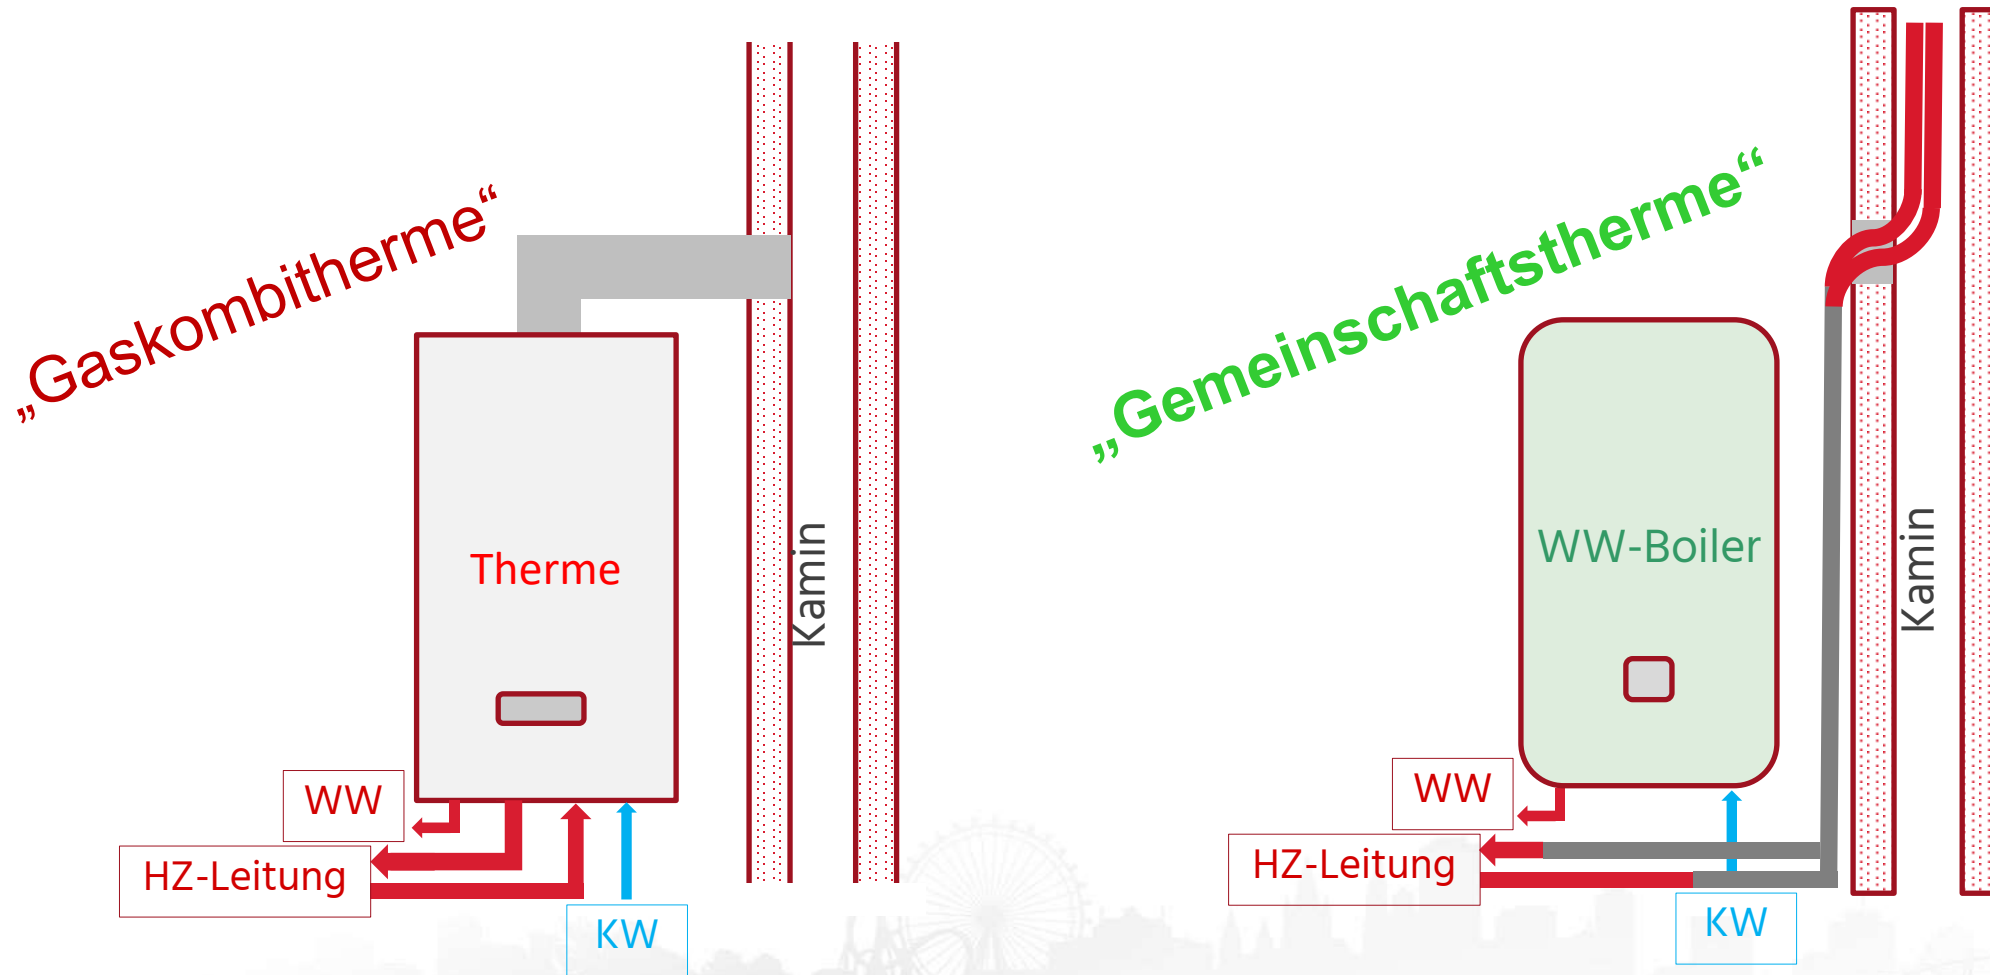 „Gaskombitherme“
Therme
Kamin
WW
HZ-Leitung
KW
„Gemeinschaftstherme“
WW-Boiler
Kamin
WW
HZ-Leitung
KW